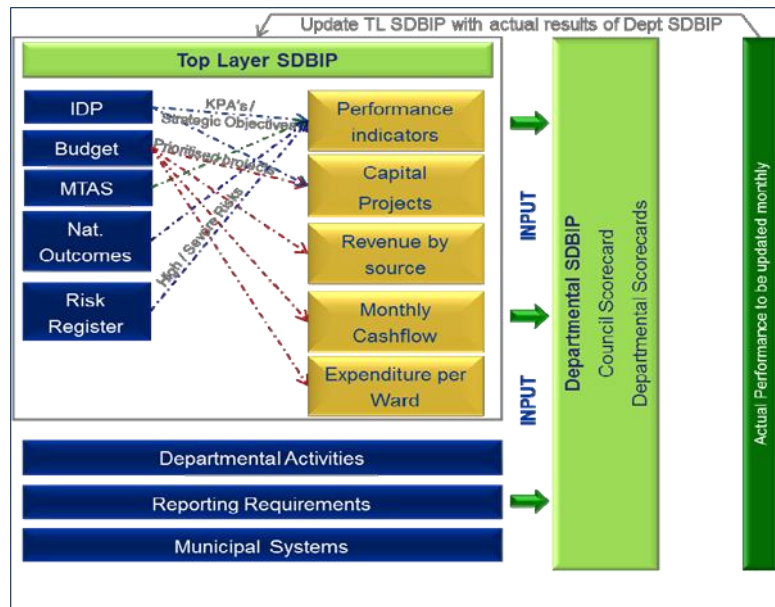 Update TL SDBIP with actual results of Dept SDBIP
Top Layer SDBIP
IDP
Budget
MTAS
Nat.
Outcomes
Risk
Register
KPA's /
Strategic Objectives
Prioritised projects
High / Severe Risks
Performance
indicators
Capital
Projects
Revenue by
source
Monthly
Cashflow
Expenditure per
Ward
INPUT
INPUT
Departmental SDBIP
Council Scorecard
Departmental Scorecards
Actual Performance to be updated monthly
Departmental Activities
Reporting Requirements
Municipal Systems